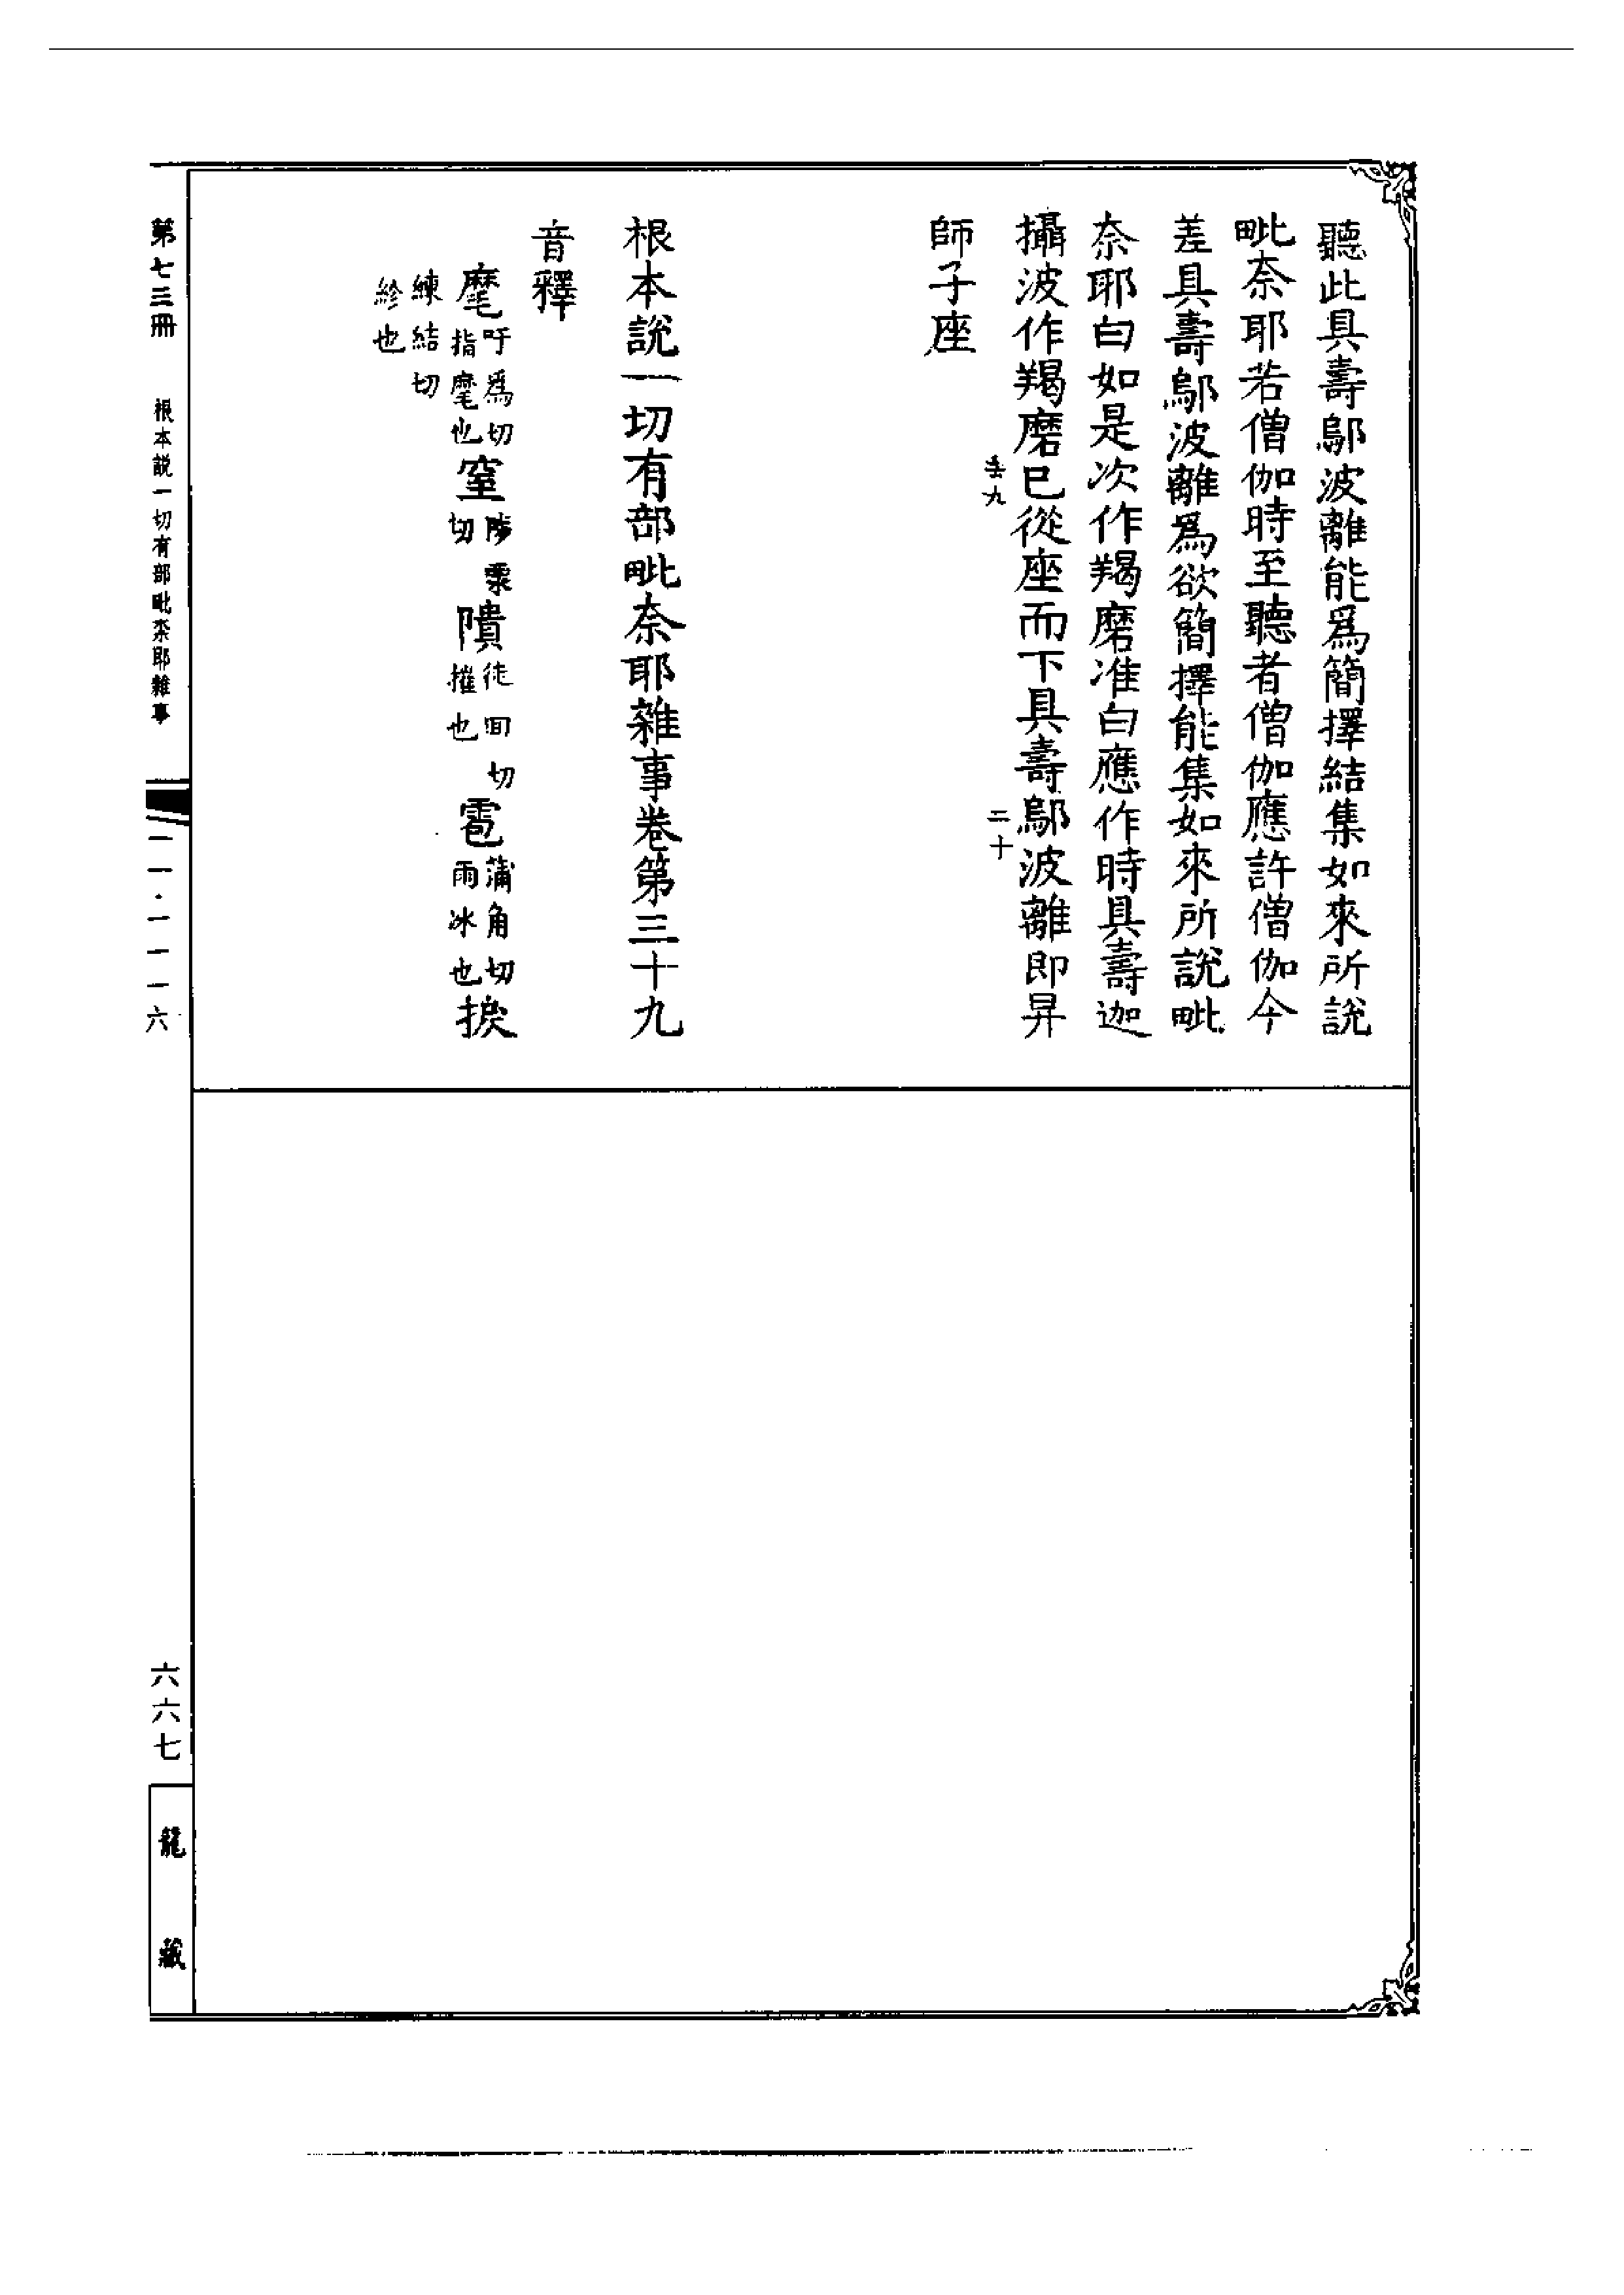 聽此具壽鄔波離能爲簡擇結集如來所說
毗奈耶若僧伽時至聽者僧伽應許僧伽今
差具壽鄔波離爲欲簡擇能集如來所說毗
奈耶白如是次作羯磨准白應作時具壽迦
攝波作羯磨已從座而下具壽鄔波離即昇
二十
師子座
根本說一切有部毗奈耶雜事卷第三十九
音釋
麾吁爲切指麾也窒陟栗切隤徒回切摧也雹蒲角切雨冰也捩
練結切紾也
第七三冊
根本說一切有部毗奈耶雜事
一一·一一一六
六六七
龍藏